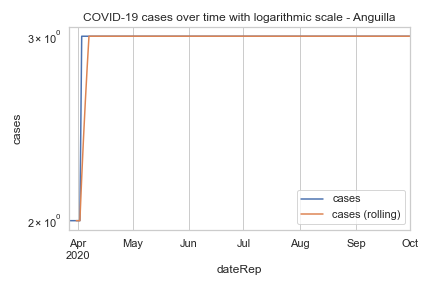 COVID-19 cases over time with logarithmic scale - Anguilla
3 × 10⁰
cases
2 × 10⁰
cases
cases (rolling)
Apr May Jun Jul Aug Sep Oct
2020
dateRep